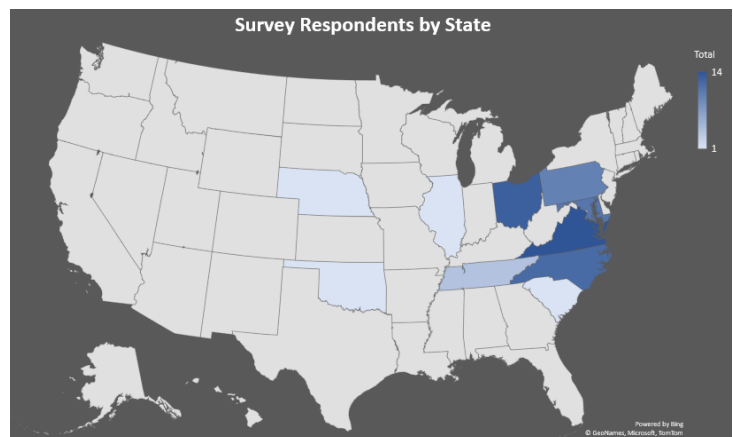 Survey Respondents by State
Total
14
1
Powered by Bing
© GeoNames, Microsoft, TomTom